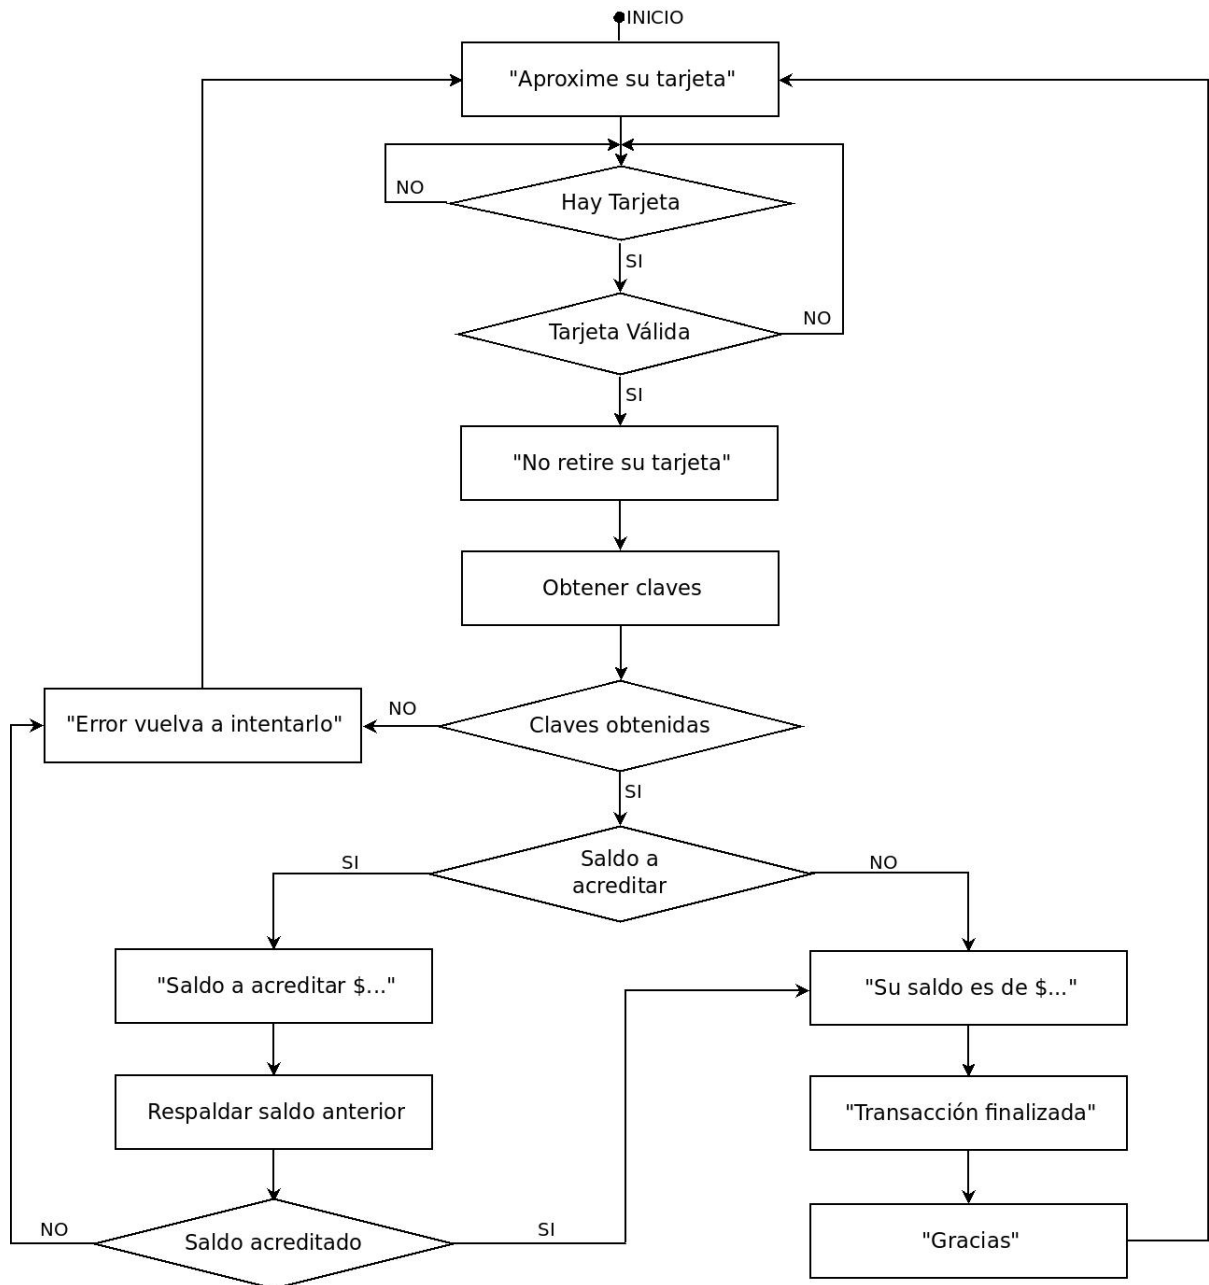 INICIO
"Aproxime su tarjeta"
NO
Hay Tarjeta
SI
Tarjeta Válida
NO
SI
"No retire su tarjeta"
Obtener claves
"Error vuelva a intentarlo"
NO
Claves obtenidas
SI
SI
Saldo a
acreditar
NO
"Saldo a acreditar $..."
"Su saldo es de $..."
Respaldar saldo anterior
"Transacción finalizada"
NO
Saldo acreditado
SI
"Gracias"